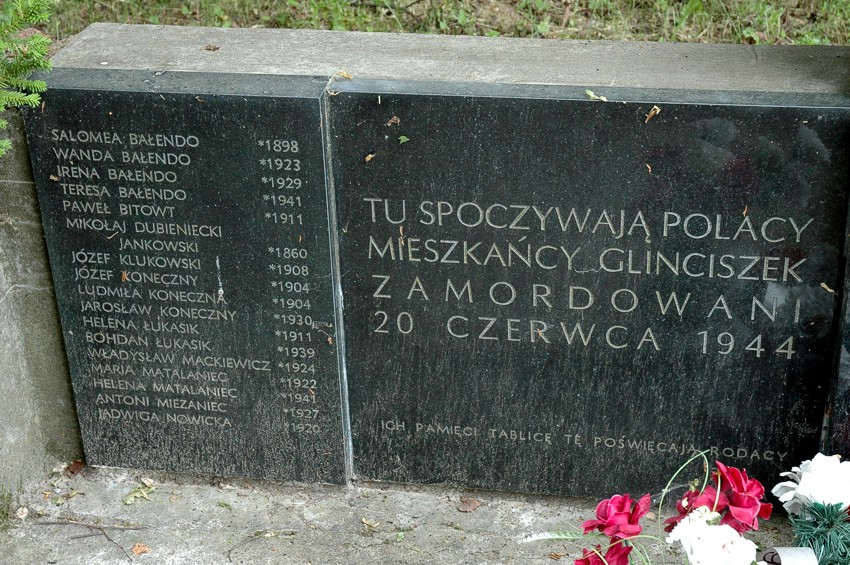 SALOMEA BAŁENDO *1898
WANDA BAŁENDO *1923
IRENA BAŁENDO *1929
TERESA BAŁENDO *1941
PAWEŁ BITOWT *1911
MIKOŁAJ DUBIENIECKI
JANKOWSKI *1860
JÓZEF KLUKOWSKI *1908
JÓZEF KONECZNY *1904
LUDMIŁA KONECZNA *1904
JAROSŁAW KONECZNY *1930
HELENA ŁUKASIK *1911
BOHDAN ŁUKASIK *1939
WŁADYSŁAW MACKIEWICZ *1924
MARIA MATALANIEC *1922
HELENA MATALANIEC *1941
ANTONI MIEZANIEC *1927
JADWIGA NOWICKA *1920
TU SPOCZYWAJĄ POLACY
MIESZKAŃCY GLINCISZEK
ZAMORDOWANI
20 CZERWCA 1944
ICH PAMIĘCI TABLICĘ TĘ POŚWIĘCAJĄ RODACY